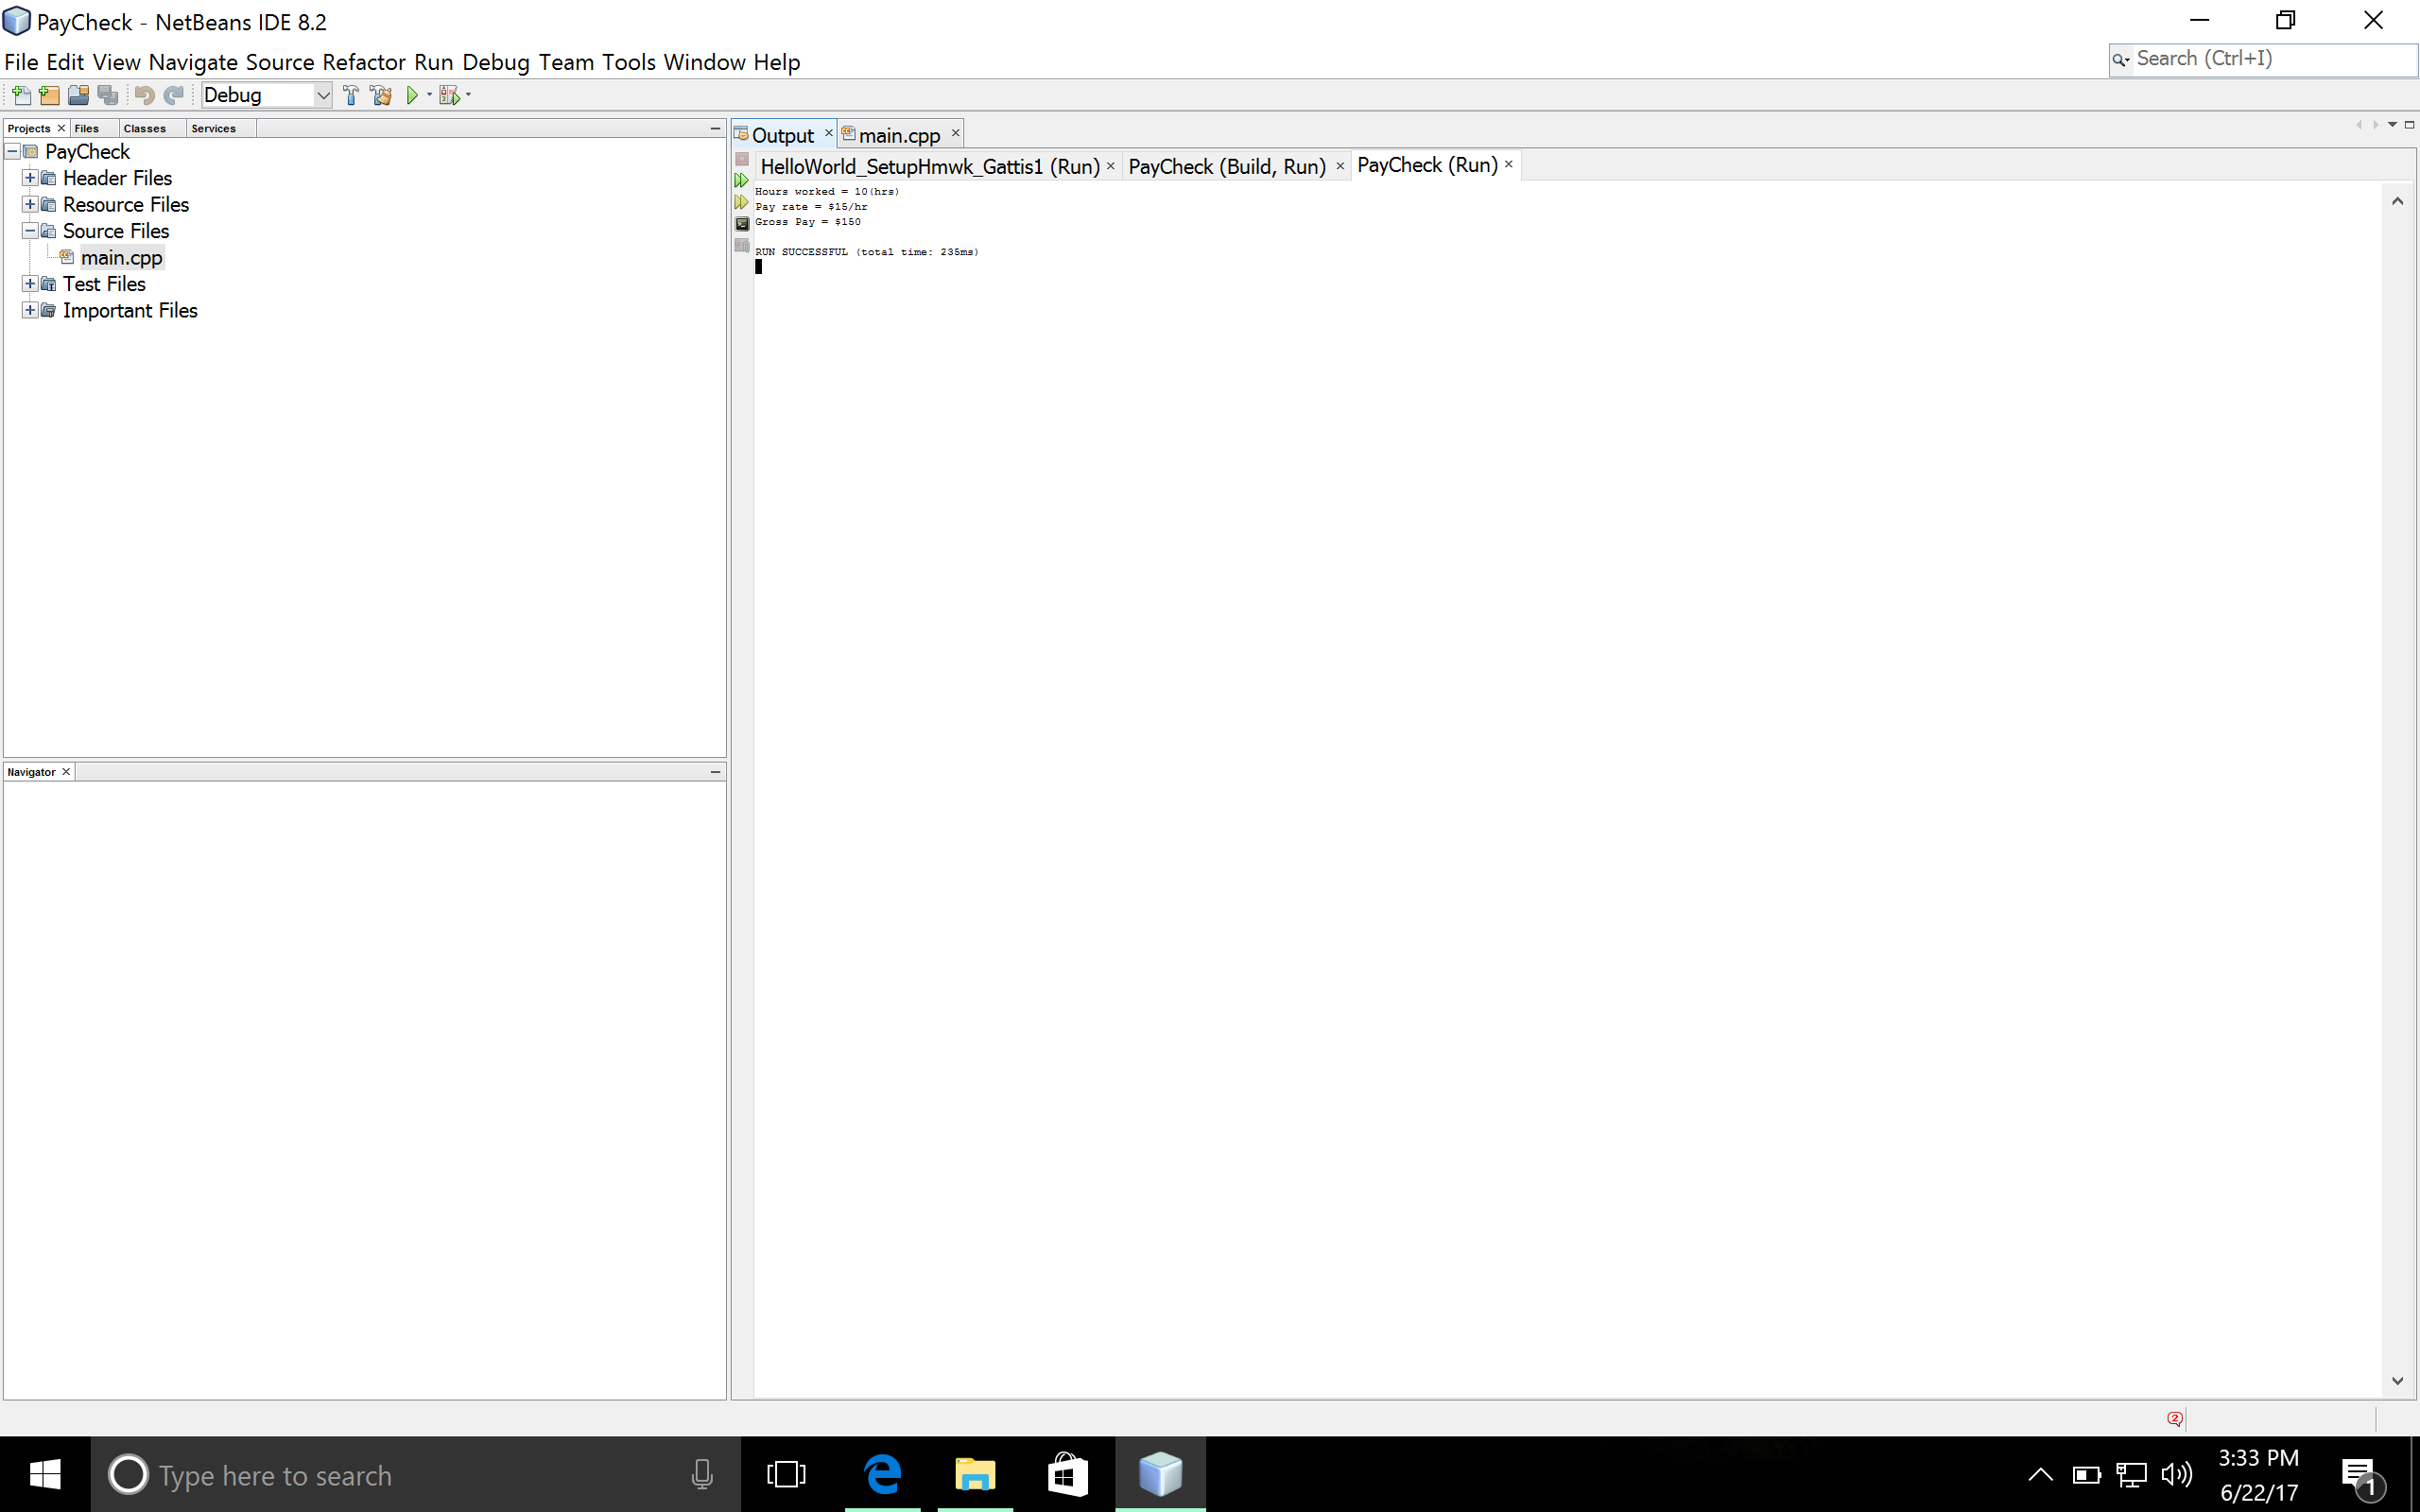 PayCheck - NetBeans IDE 8.2
File Edit View Navigate Source Refactor Run Debug Team Tools Window Help
Search (Ctrl+I)
Debug
Projects Files Classes Services
PayCheck
Header Files
Resource Files
Source Files
main.cpp
Test Files
Important Files
Navigator
Output main.cpp
HelloWorld_SetupHmwk_Gattis1 (Run) PayCheck (Build, Run) PayCheck (Run)
Hours worked = 10(hrs)
Pay rate = $15/hr
Gross Pay = $150
RUN SUCCESSFUL (total time: 235ms)
2
Type here to search
3:33 PM
6/22/17
1